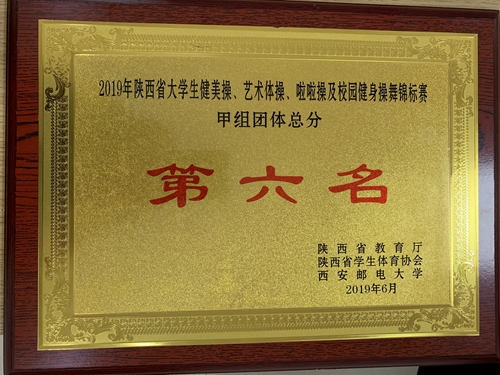 2019年陕西省大学生健美操、艺术体操、啦啦操及校园健身操舞锦标赛
甲组团体总分
第六名
陕西省教育厅
陕西省学生体育协会
西安邮电大学
2019年6月